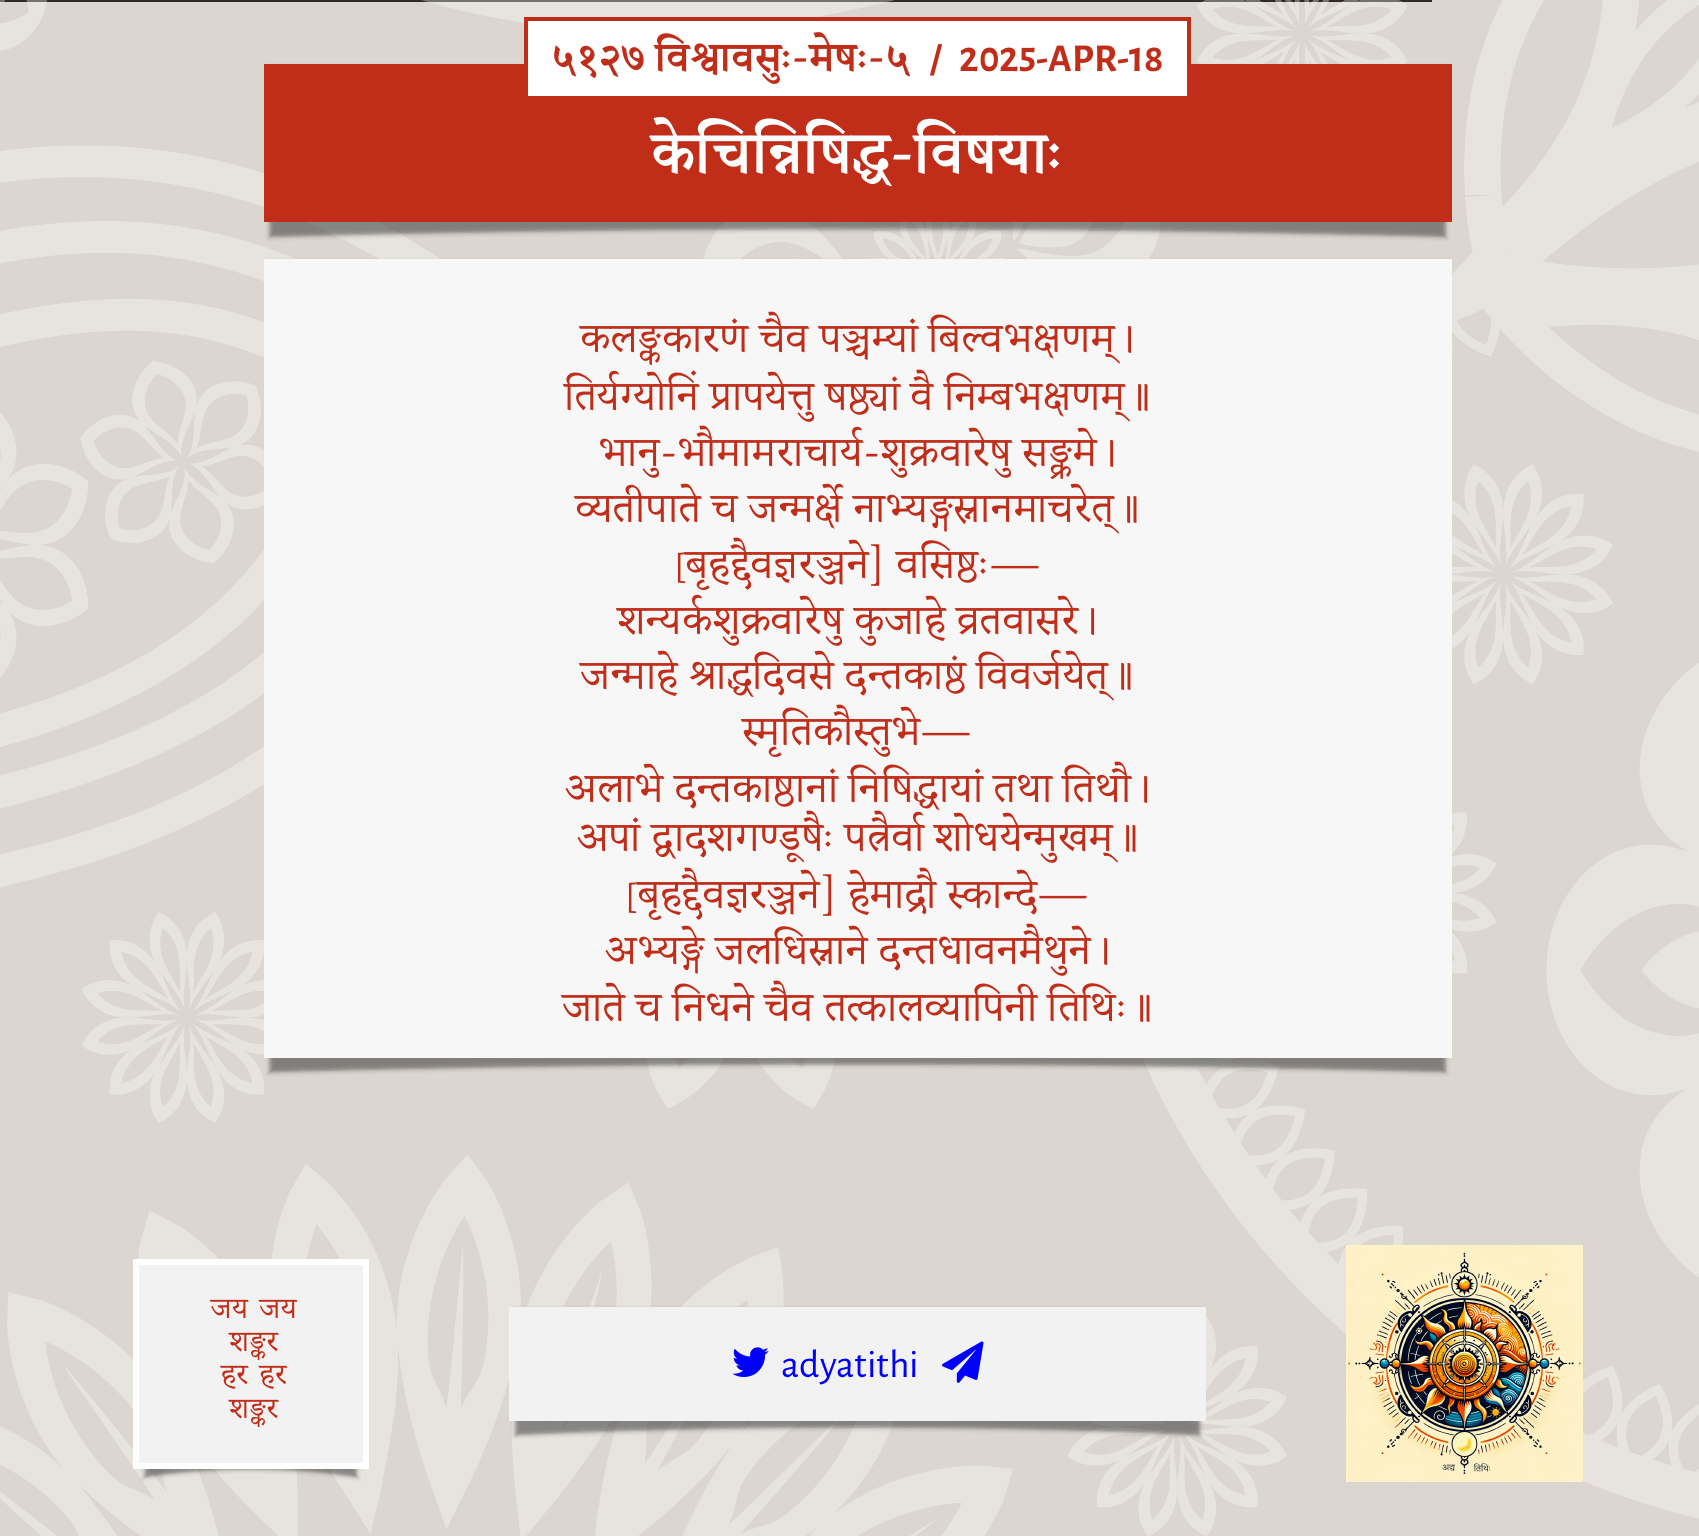 ५१२७ विश्वावसुः-मेषः-५ / 2025-APR-18
केचिन्निषिद्ध-विषयाः
कलङ्ककारणं चैव पञ्चम्यां बिल्वभक्षणम्।
तिर्यग्योनिं प्रापयेत्तु षष्ठ्यां वै निम्बभक्षणम्॥
भानु-भौमामराचार्य-शुक्रवारेषु सङ्क्रमे।
व्यतीपाते च जन्मर्क्षे नाभ्यङ्गस्नानमाचरेत्॥
[बृहद्दैवज्ञरञ्जने] वसिष्ठः—
शन्यर्कशुक्रवारेषु कुजाहे व्रतवासरे।
जन्माहे श्राद्धदिवसे दन्तकाष्ठं विवर्जयेत्॥
स्मृतिकौस्तुभे—
अलाभे दन्तकाष्ठानां निषिद्धायां तथा तिथौ।
अपां द्वादशगण्डूषैः पत्रैर्वा शोधयेन्मुखम्॥
[बृहद्दैवज्ञरञ्जने] हेमाद्रौ स्कान्दे—
अभ्यङ्गे जलधिस्नाने दन्तधावनमैथुने।
जाते च निधने चैव तत्कालव्यापिनी तिथिः॥
जय जय
शङ्कर
हर हर
शङ्कर
adyatithi
अद्य तिथिः